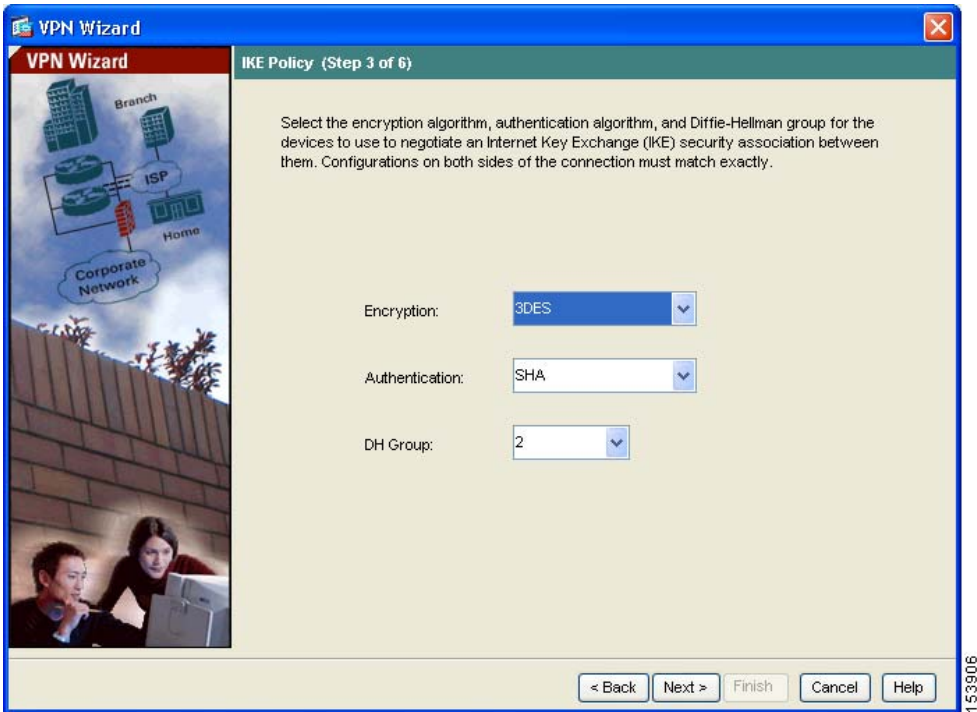 VPN Wizard
VPN Wizard
IKE Policy (Step 3 of 6)
Branch
ISP
Home
Corporate
Network
Select the encryption algorithm, authentication algorithm, and Diffie-Hellman group for the
devices to use to negotiate an Internet Key Exchange (IKE) security association between
them. Configurations on both sides of the connection must match exactly.
Encryption: 3DES
Authentication: SHA
DH Group: 2
< Back Next > Finish Cancel Help
153906